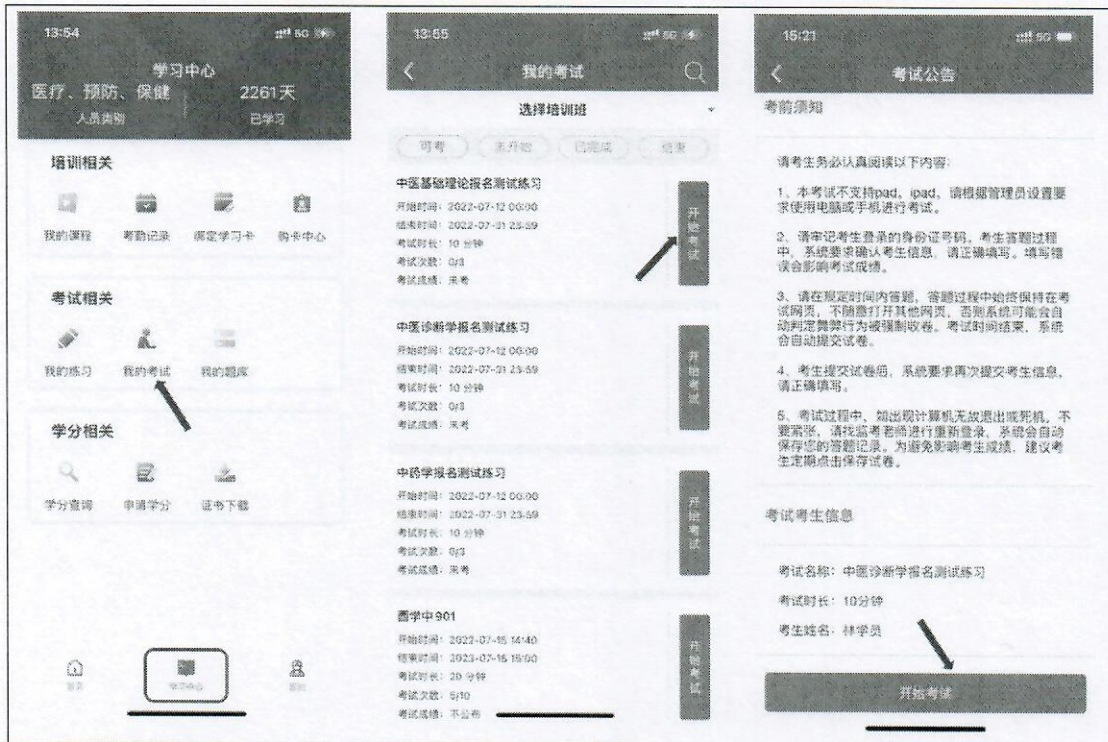 13:54
5G
学习中心
医疗、预防、保健
2261天
人员类别
已学习
培训相关
我的课程
考勤记录
绑定学习卡
购卡中心
考试相关
我的练习
我的考试
我的题库
学分相关
学分查询
申请学分
证书下载
首页
学习中心
13:55
5G
我的考试
选择培训班
可考
未开始
已完成
结束
中医基础理论报名测试练习
开始时间：2022-07-12 00:00
结束时间：2022-07-31 23:59
考试时长：10 分钟
考试次数：0/3
考试成绩：未考
开始考试
中医诊断学报名测试练习
开始时间：2022-07-12 00:00
结束时间：2022-07-31 23:59
考试时长：10 分钟
考试次数：0/3
考试成绩：未考
开始考试
中药学报名测试练习
开始时间：2022-07-12 00:00
结束时间：2022-07-31 23:59
考试时长：10 分钟
考试次数：0/3
考试成绩：未考
开始考试
西学中901
开始时间：2022-07-15 14:40
结束时间：2023-07-15 15:00
考试时长：20 分钟
考试次数：5/10
考试成绩：不公布
开始考试
15:21
5G
考试公告
考前须知
请考生务必认真阅读以下内容：
1、本考试不支持pad，ipad，请根据管理员设置要
求使用电脑或手机进行考试。
2、请牢记考生登录的身份证号码，考生答题过程
中，系统要求确认考生信息，请正确填写。填写错
误会影响考试成绩。
3、请在规定时间内答题，答题过程中始终保持在考
试网页，不随意打开其他网页，否则系统可能会自
动判定舞弊行为被强制收卷。考试时间结束，系统
会自动提交试卷。
4、考生提交试卷后，系统要求再次提交考生信息，
请正确填写。
5、考试过程中，如出现计算机无故退出或死机，不
要紧张，请找监考老师进行重新登录，系统会自动
保存您的答题记录。为避免影响考生成绩，建议考
生定期点击保存试卷。
考试考生信息
考试名称：中医诊断学报名测试练习
考试时长：10分钟
考生姓名：林学员
开始考试